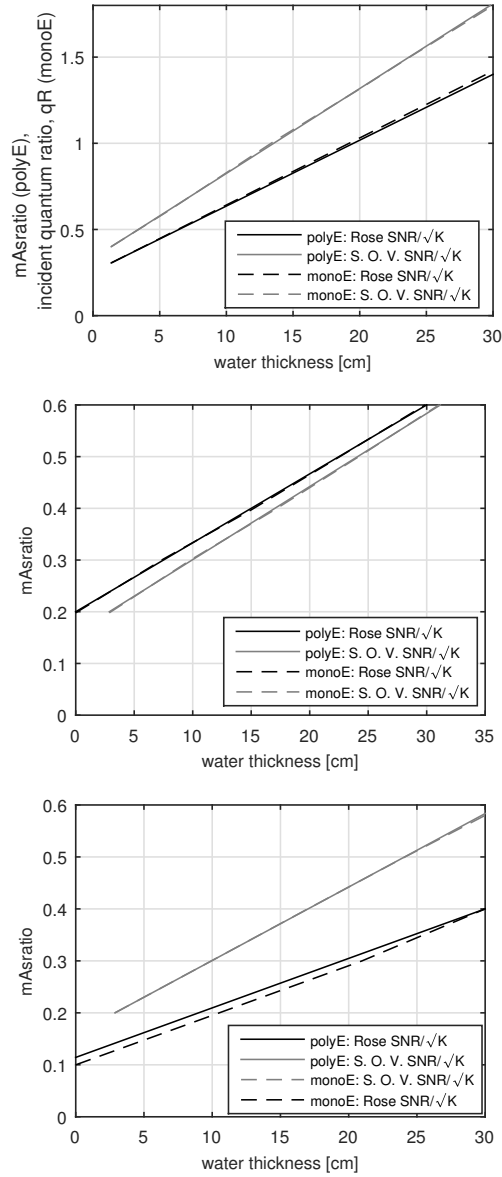 mAsratio (polyE),
incident quantum ratio, qR (monoE)
1.5
1
0.5
0
polyE: Rose SNR/√K
polyE: S. O. V. SNR/√K
monoE: Rose SNR/√K
monoE: S. O. V. SNR/√K
0 5 10 15 20 25 30
water thickness [cm]
mAsratio
0.6
0.5
0.4
0.3
0.2
0.1
0
polyE: Rose SNR/√K
polyE: S. O. V. SNR/√K
monoE: Rose SNR/√K
monoE: S. O. V. SNR/√K
0 5 10 15 20 25 30 35
water thickness [cm]
mAsratio
0.6
0.5
0.4
0.3
0.2
0.1
0
polyE: Rose SNR/√K
polyE: S. O. V. SNR/√K
monoE: S. O. V. SNR/√K
monoE: Rose SNR/√K
0 5 10 15 20 25 30
water thickness [cm]